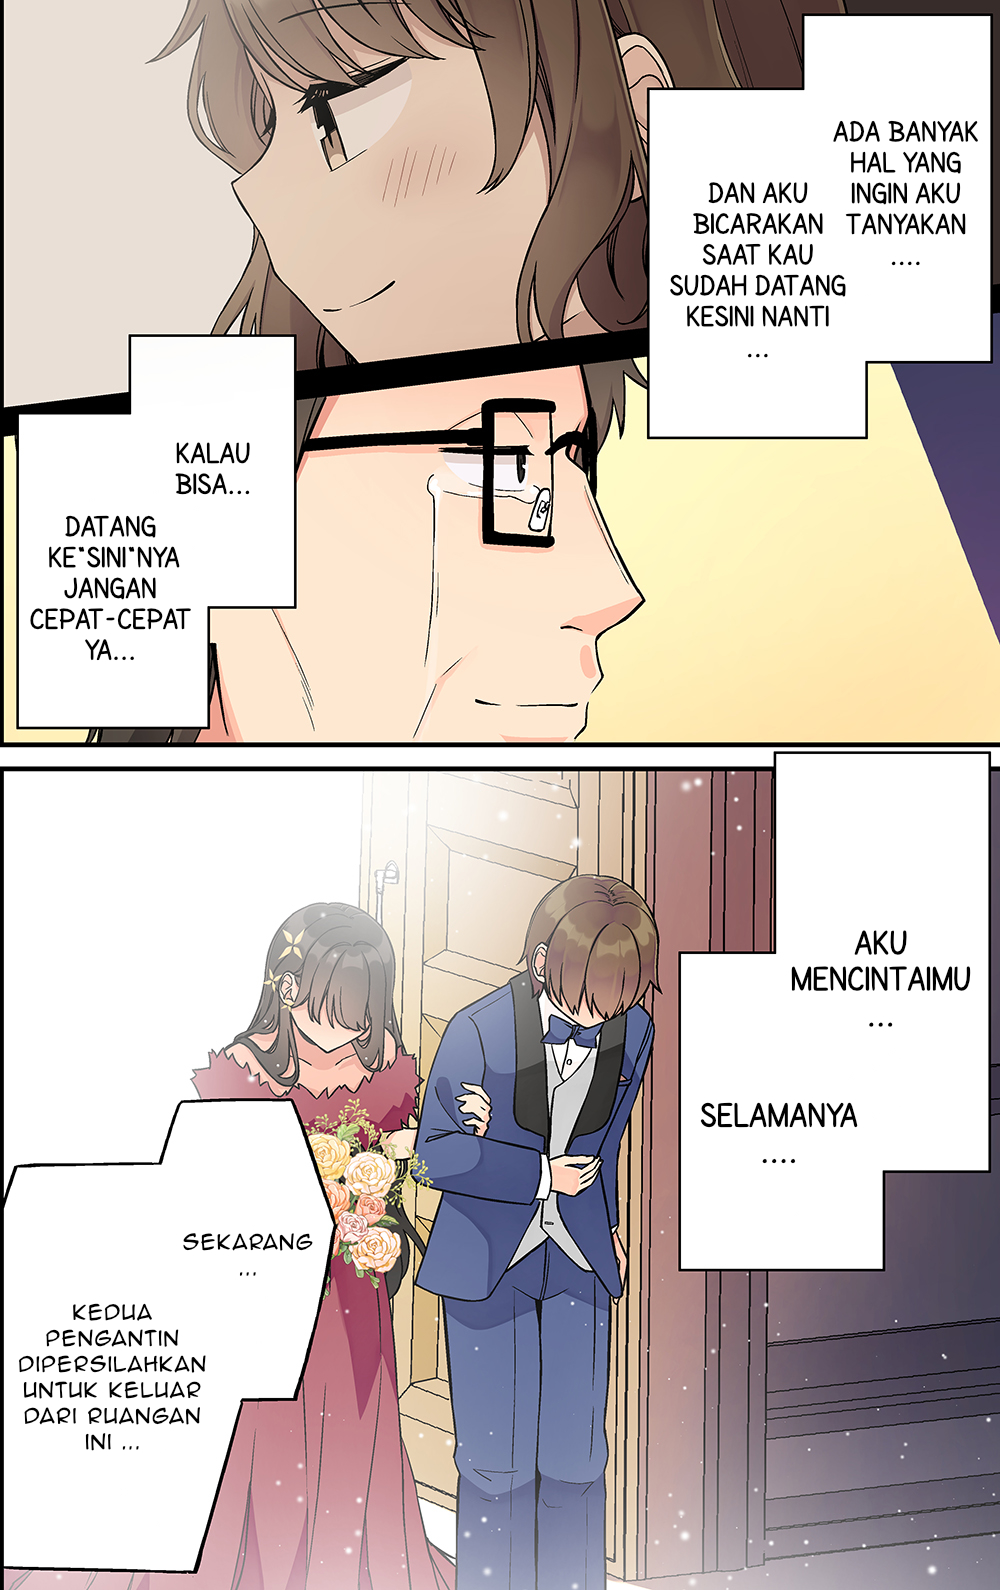 ADA BANYAK
HAL YANG
INGIN AKU
TANYAKAN
....
DAN AKU
BICARAKAN
SAAT KAU
SUDAH DATANG
KESINI NANTI
...
KALAU
BISA...
DATANG
KE"SINI"NYA
JANGAN
CEPAT-CEPAT
YA...
AKU
MENCINTAIMU
...
SELAMANYA
....
SEKARANG
...
KEDUA
PENGANTIN
DIPERSILAHKAN
UNTUK KELUAR
DARI RUANGAN
INI ...